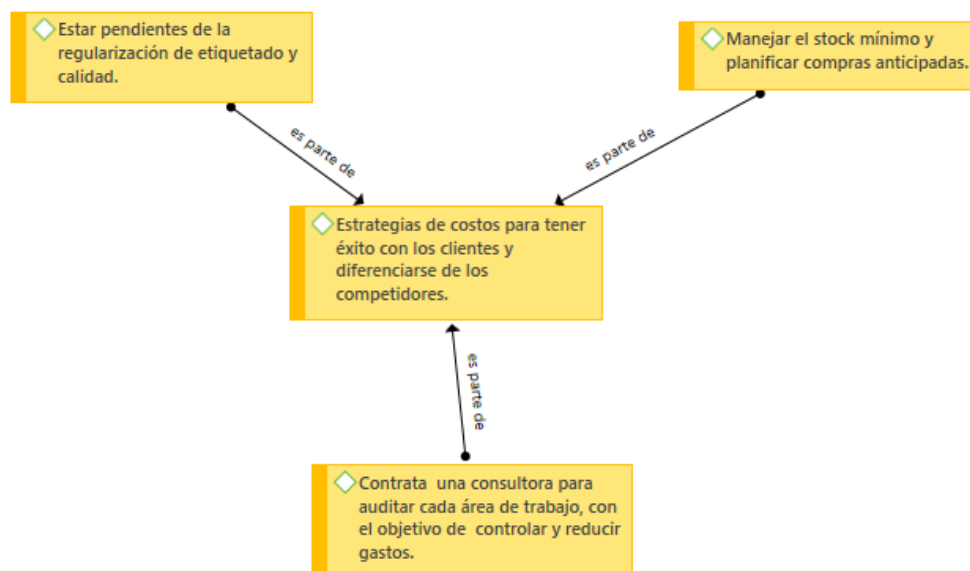 Estar pendientes de la
regularización de etiquetado y
calidad.
Manejar el stock mínimo y
planificar compras anticipadas.
es parte de
es parte de
Estrategias de costos para tener
éxito con los clientes y
diferenciarse de los
competidores.
es parte de
Contrata una consultora para
auditar cada área de trabajo, con
el objetivo de controlar y reducir
gastos.